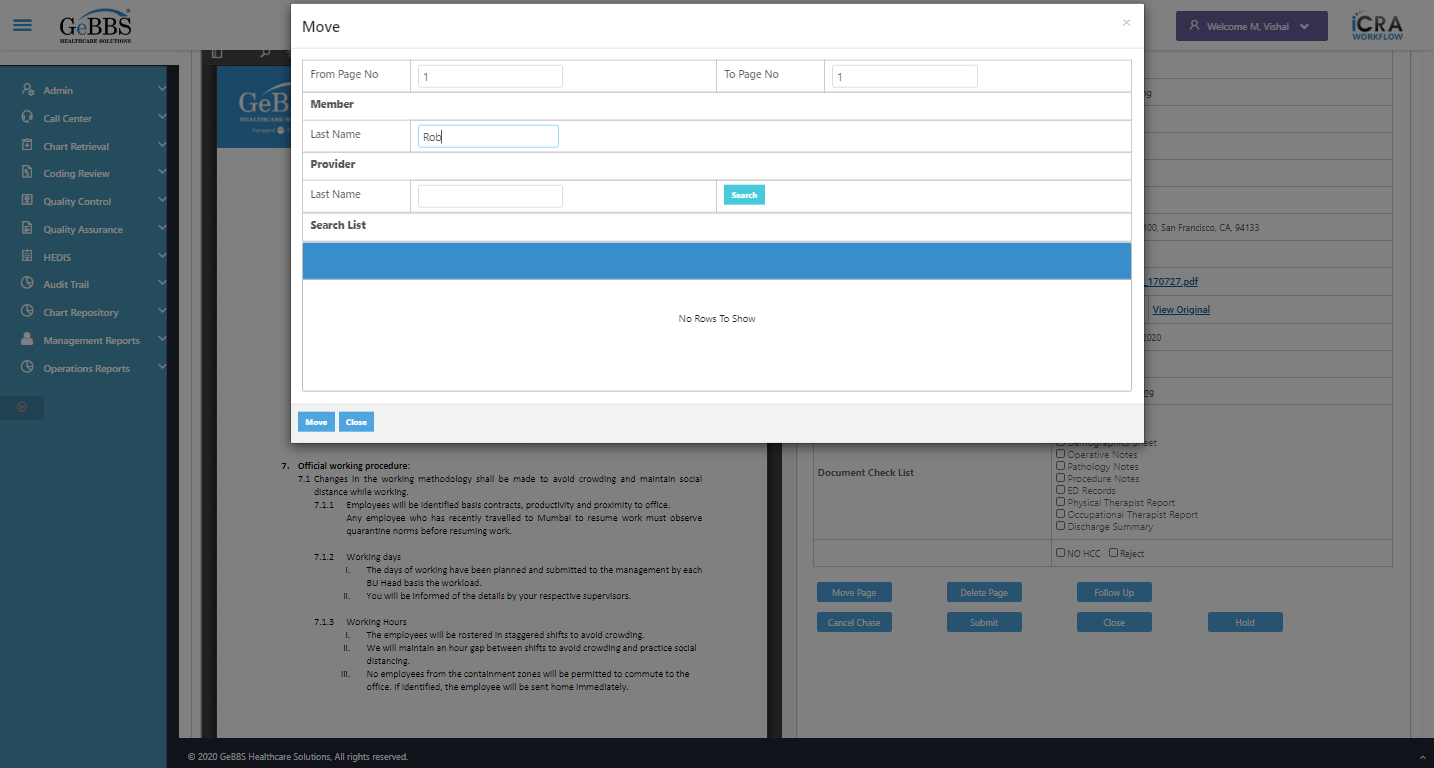 GeBBS
HEALTHCARE SOLUTIONS
Move
×
Welcome M, Vishal
iCRA
WORKFLOW
From Page No 1 To Page No 1
Member
Last Name Rob
Provider
Last Name Search
Search List
No Rows To Show
Move Close
Admin
Call Center
Chart Retrieval
Coding Review
Quality Control
Quality Assurance
HEDIS
Audit Trail
Chart Repository
Management Reports
Operations Reports
GeB
HEALTHCARE
forward
7. Official working procedure:
7.1 Changes in the working methodology shall be made to avoid crowding and maintain social
distance while working.
7.1.1 Employees will be identified basis contracts, productivity and proximity to office.
Any employee who has recently travelled to Mumbai to resume work must observe
quarantine norms before resuming work.
7.1.2 Working days
I. The days of working have been planned and submitted to the management by each
BU Head basis the workload.
II. You will be informed of the details by your respective supervisors.
7.1.3 Working Hours
I. The employees will be rostered in staggered shifts to avoid crowding.
II. We will maintain an hour gap between shifts to avoid crowding and practice social
distancing.
III. No employees from the containment zones will be permitted to commute to the
office. If identified, the employee will be sent home immediately.
ng
100, San Francisco, CA, 94133
_170727.pdf
View Original
2020
ng
Document Check List
Demographics Sheet
Operative Notes
Pathology Notes
Procedure Notes
ED Records
Physical Therapist Report
Occupational Therapist Report
Discharge Summary
NO HCC Reject
Move Page Delete Page Follow Up
Cancel Chase Submit Close Hold
© 2020 GeBBS Healthcare Solutions, All rights reserved.